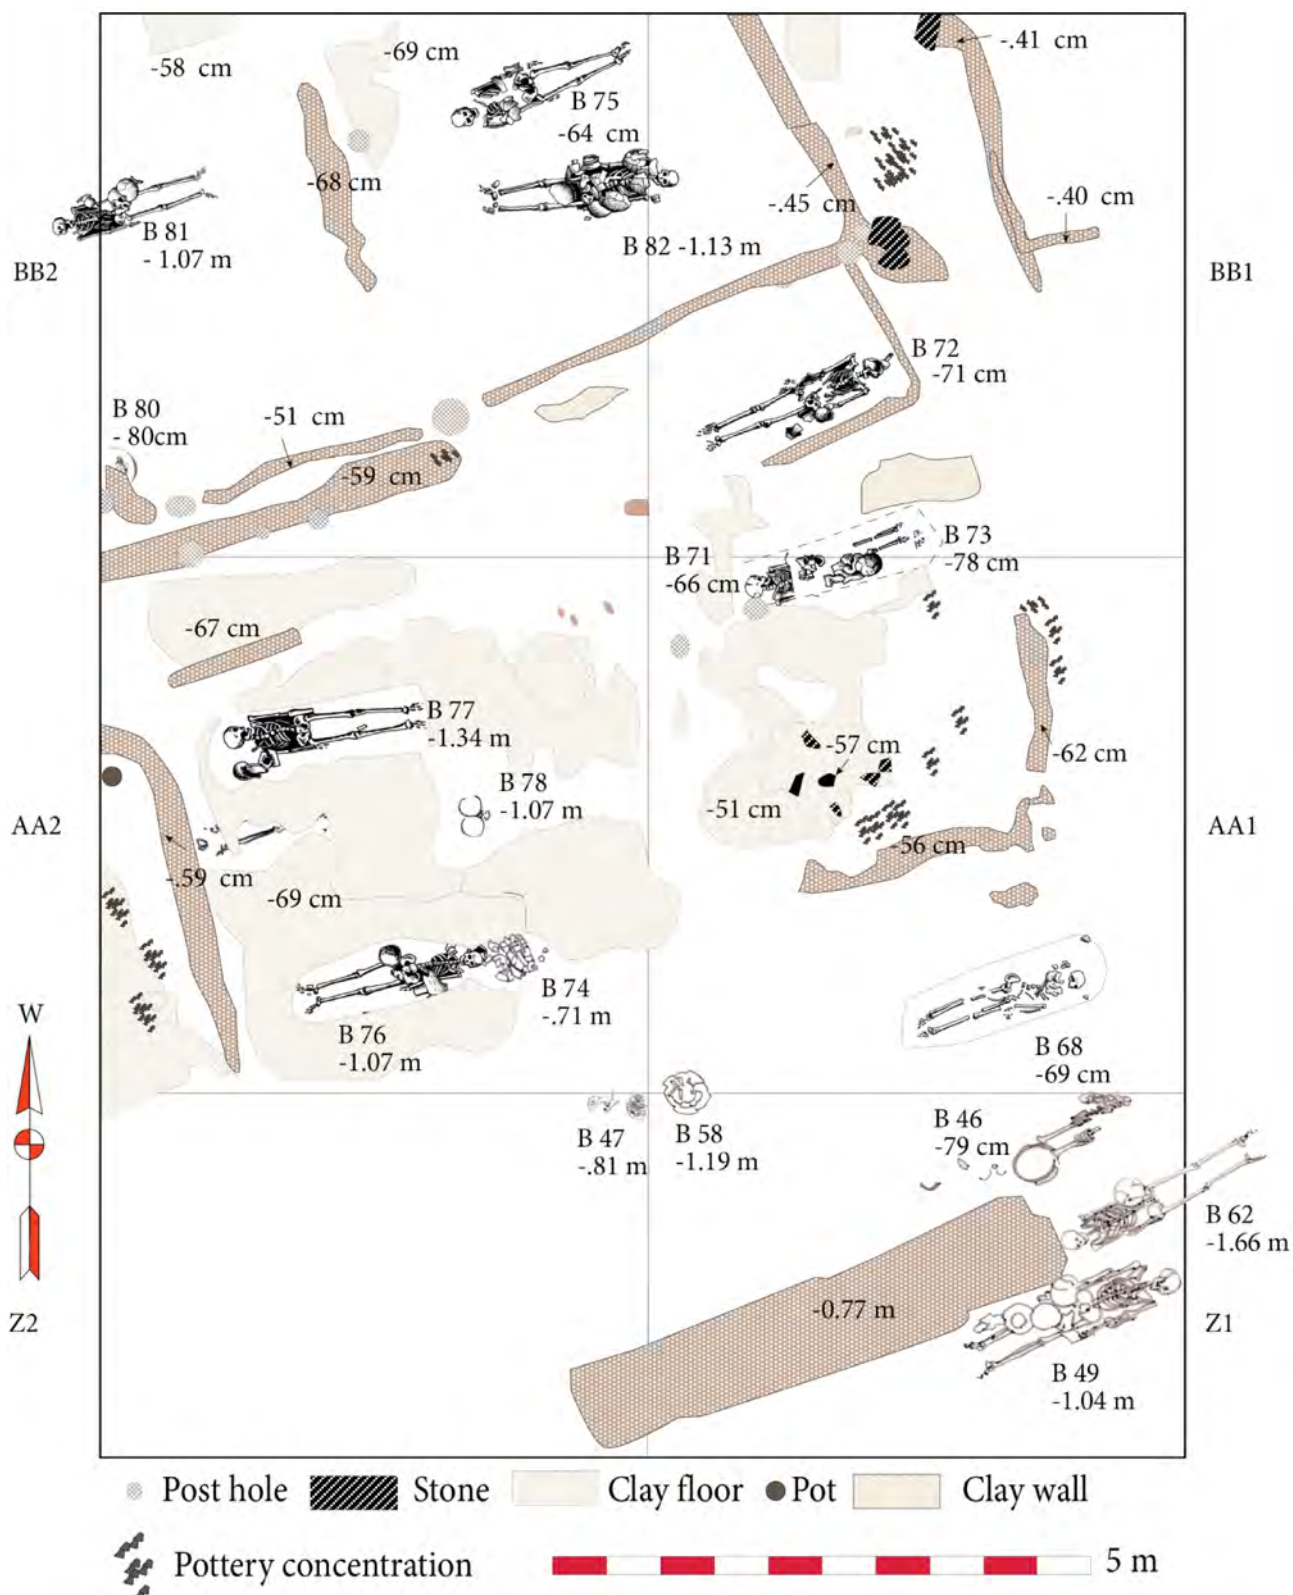 -58 cm
-69 cm
-.41 cm
B 75
-64 cm
-68 cm
-.45 cm
-.40 cm
B 81
- 1.07 m
B 82 -1.13 m
BB2
BB1
B 72
-71 cm
B 80
- 80cm
-51 cm
-59 cm
B 71
-66 cm
B 73
-78 cm
-67 cm
B 77
-1.34 m
-57 cm
-62 cm
B 78
-1.07 m
-51 cm
AA2
AA1
-56 cm
-.59 cm
-69 cm
B 74
-.71 m
W
B 76
-1.07 m
B 68
-69 cm
B 47
-.81 m
B 58
-1.19 m
B 46
-79 cm
B 62
-1.66 m
-0.77 m
Z2
Z1
B 49
-1.04 m
Post hole
Stone
Clay floor
Pot
Clay wall
Pottery concentration
5 m